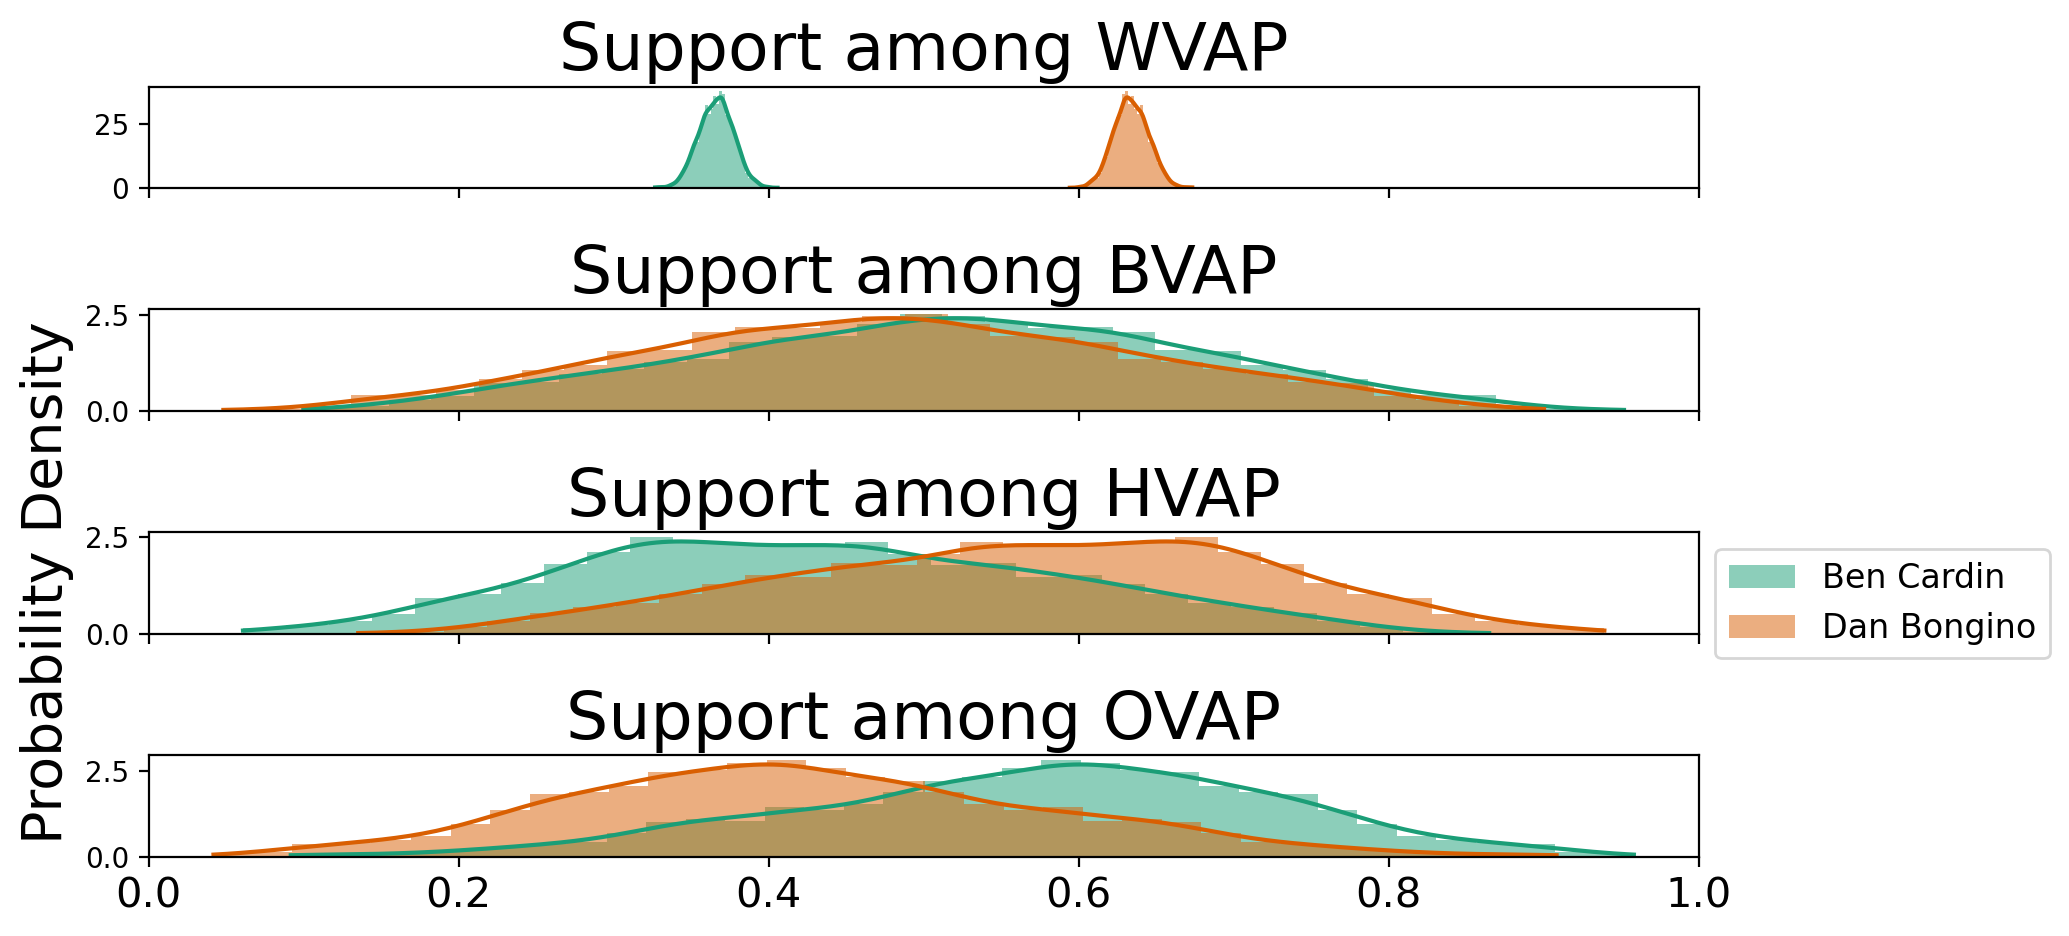 Support among WVAP
25
0
Support among BVAP
2.5
0.0
Support among HVAP
2.5
0.0
Support among OVAP
2.5
0.0
0.0 0.2 0.4 0.6 0.8 1.0
Probability Density
Ben Cardin
Dan Bongino